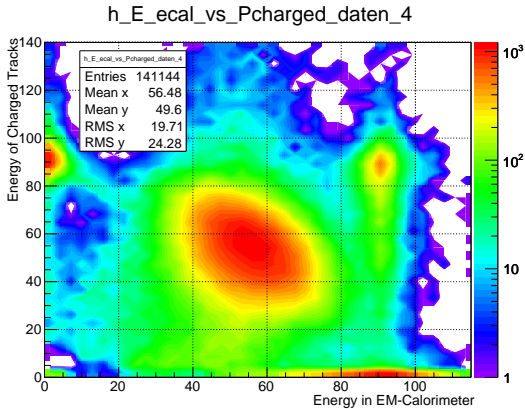 h_E_ecal_vs_Pcharged_daten_4
h_E_ecal_vs_Pcharged_daten_4
Entries 141144
Mean x 56.48
Mean y 49.6
RMS x 19.71
RMS y 24.28
Energy of Charged Tracks
140
120
100
80
60
40
20
0
0 20 40 60 80 100
Energy in EM-Calorimeter
10³
10²
10
1